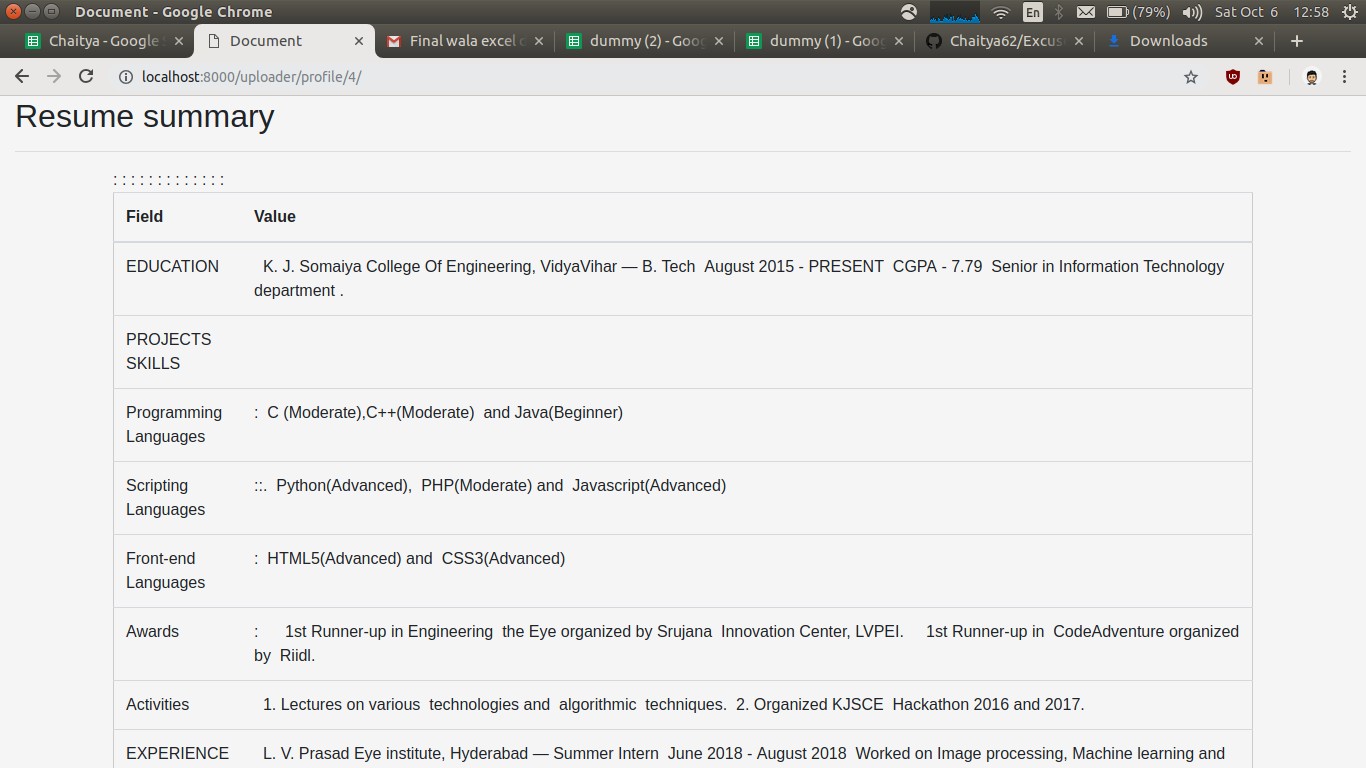 Document - Google Chrome
En
(79%)
Sat Oct 6 12:58
Chaitya - Google
Document
Final wala excel
dummy (2) - Goog
dummy (1) - Goog
Chaitya62/Excus
Downloads
localhost:8000/uploader/profile/4/
Resume summary
: : : : : : : : : : : : :
Field Value
EDUCATION K. J. Somaiya College Of Engineering, VidyaVihar — B. Tech August 2015 - PRESENT CGPA - 7.79 Senior in Information Technology
department .
PROJECTS
SKILLS
Programming : C (Moderate),C++(Moderate) and Java(Beginner)
Languages
Scripting ::. Python(Advanced), PHP(Moderate) and Javascript(Advanced)
Languages
Front-end : HTML5(Advanced) and CSS3(Advanced)
Languages
Awards : 1st Runner-up in Engineering the Eye organized by Srujana Innovation Center, LVPEI. 1st Runner-up in CodeAdventure organized
by Riidl.
Activities 1. Lectures on various technologies and algorithmic techniques. 2. Organized KJSCE Hackathon 2016 and 2017.
EXPERIENCE L. V. Prasad Eye institute, Hyderabad — Summer Intern June 2018 - August 2018 Worked on Image processing, Machine learning and